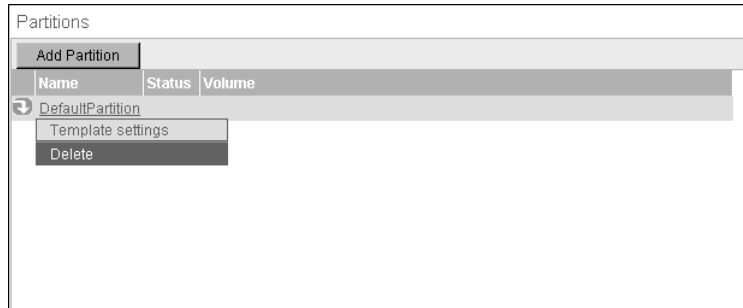 Partitions
Add Partition
Name Status Volume
DefaultPartition
Template settings
Delete